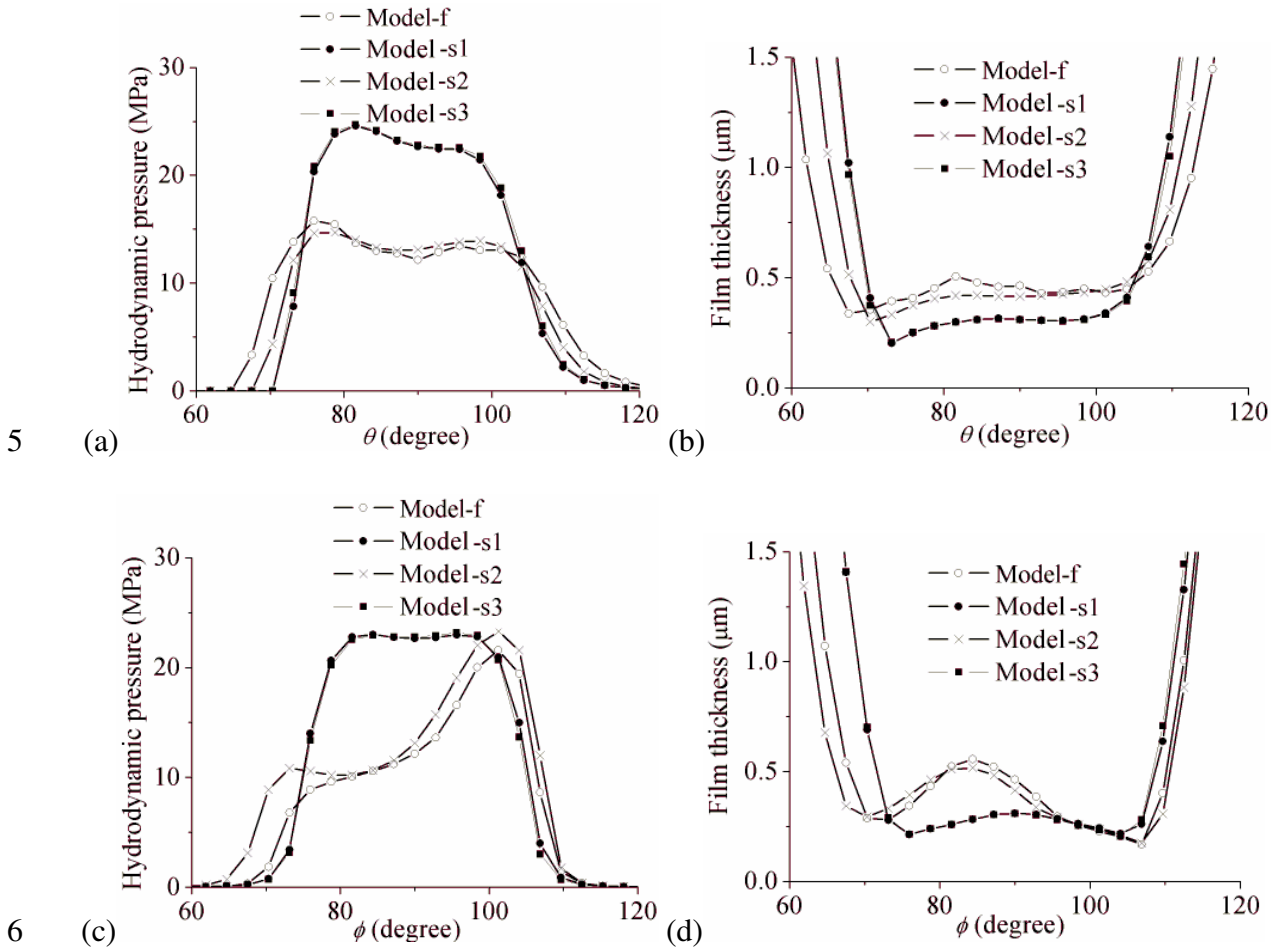 Model-f
Model-s1
Model-s2
Model-s3
Hydrodynamic pressure (MPa)
30
20
10
0
60 80 100 120
θ (degree)
5 (a)
Model-f
Model-s1
Model-s2
Model-s3
Film thickness (μm)
1.5
1.0
0.5
0.0
60 80 100 120
θ (degree)
(b)
Model-f
Model-s1
Model-s2
Model-s3
Hydrodynamic pressure (MPa)
30
20
10
0
60 80 100 120
ϕ (degree)
6 (c)
Model-f
Model-s1
Model-s2
Model-s3
Film thickness (μm)
1.5
1.0
0.5
0.0
60 80 100 120
ϕ (degree)
(d)